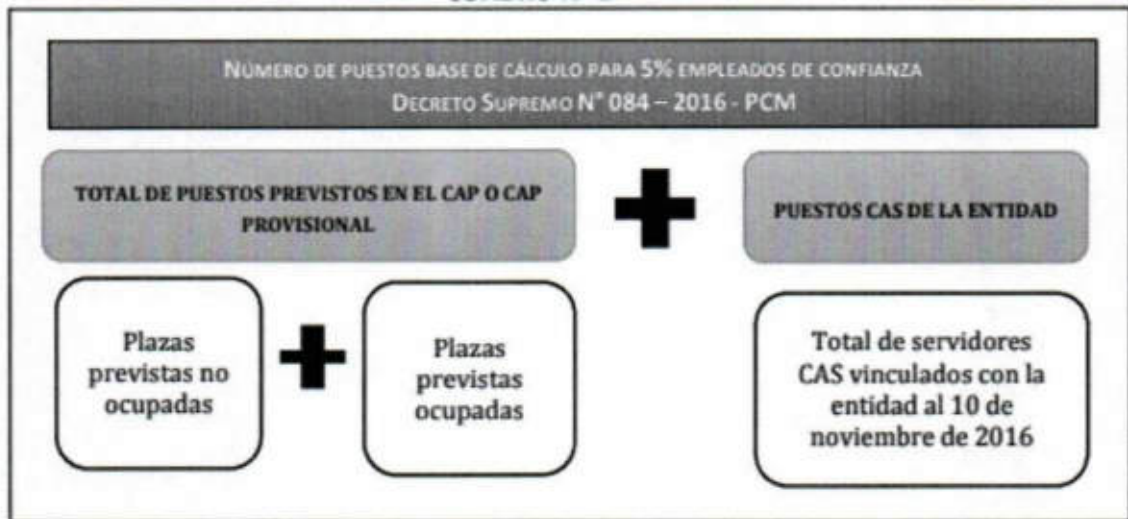 NÚMERO DE PUESTOS BASE DE CÁLCULO PARA 5% EMPLEADOS DE CONFIANZA
DECRETO SUPREMO N° 084 – 2016 - PCM
TOTAL DE PUESTOS PREVISTOS EN EL CAP O CAP
PROVISIONAL
PUESTOS CAS DE LA ENTIDAD
Plazas
previstas no
ocupadas
Plazas
previstas
ocupadas
Total de servidores
CAS vinculados con la
entidad al 10 de
noviembre de 2016